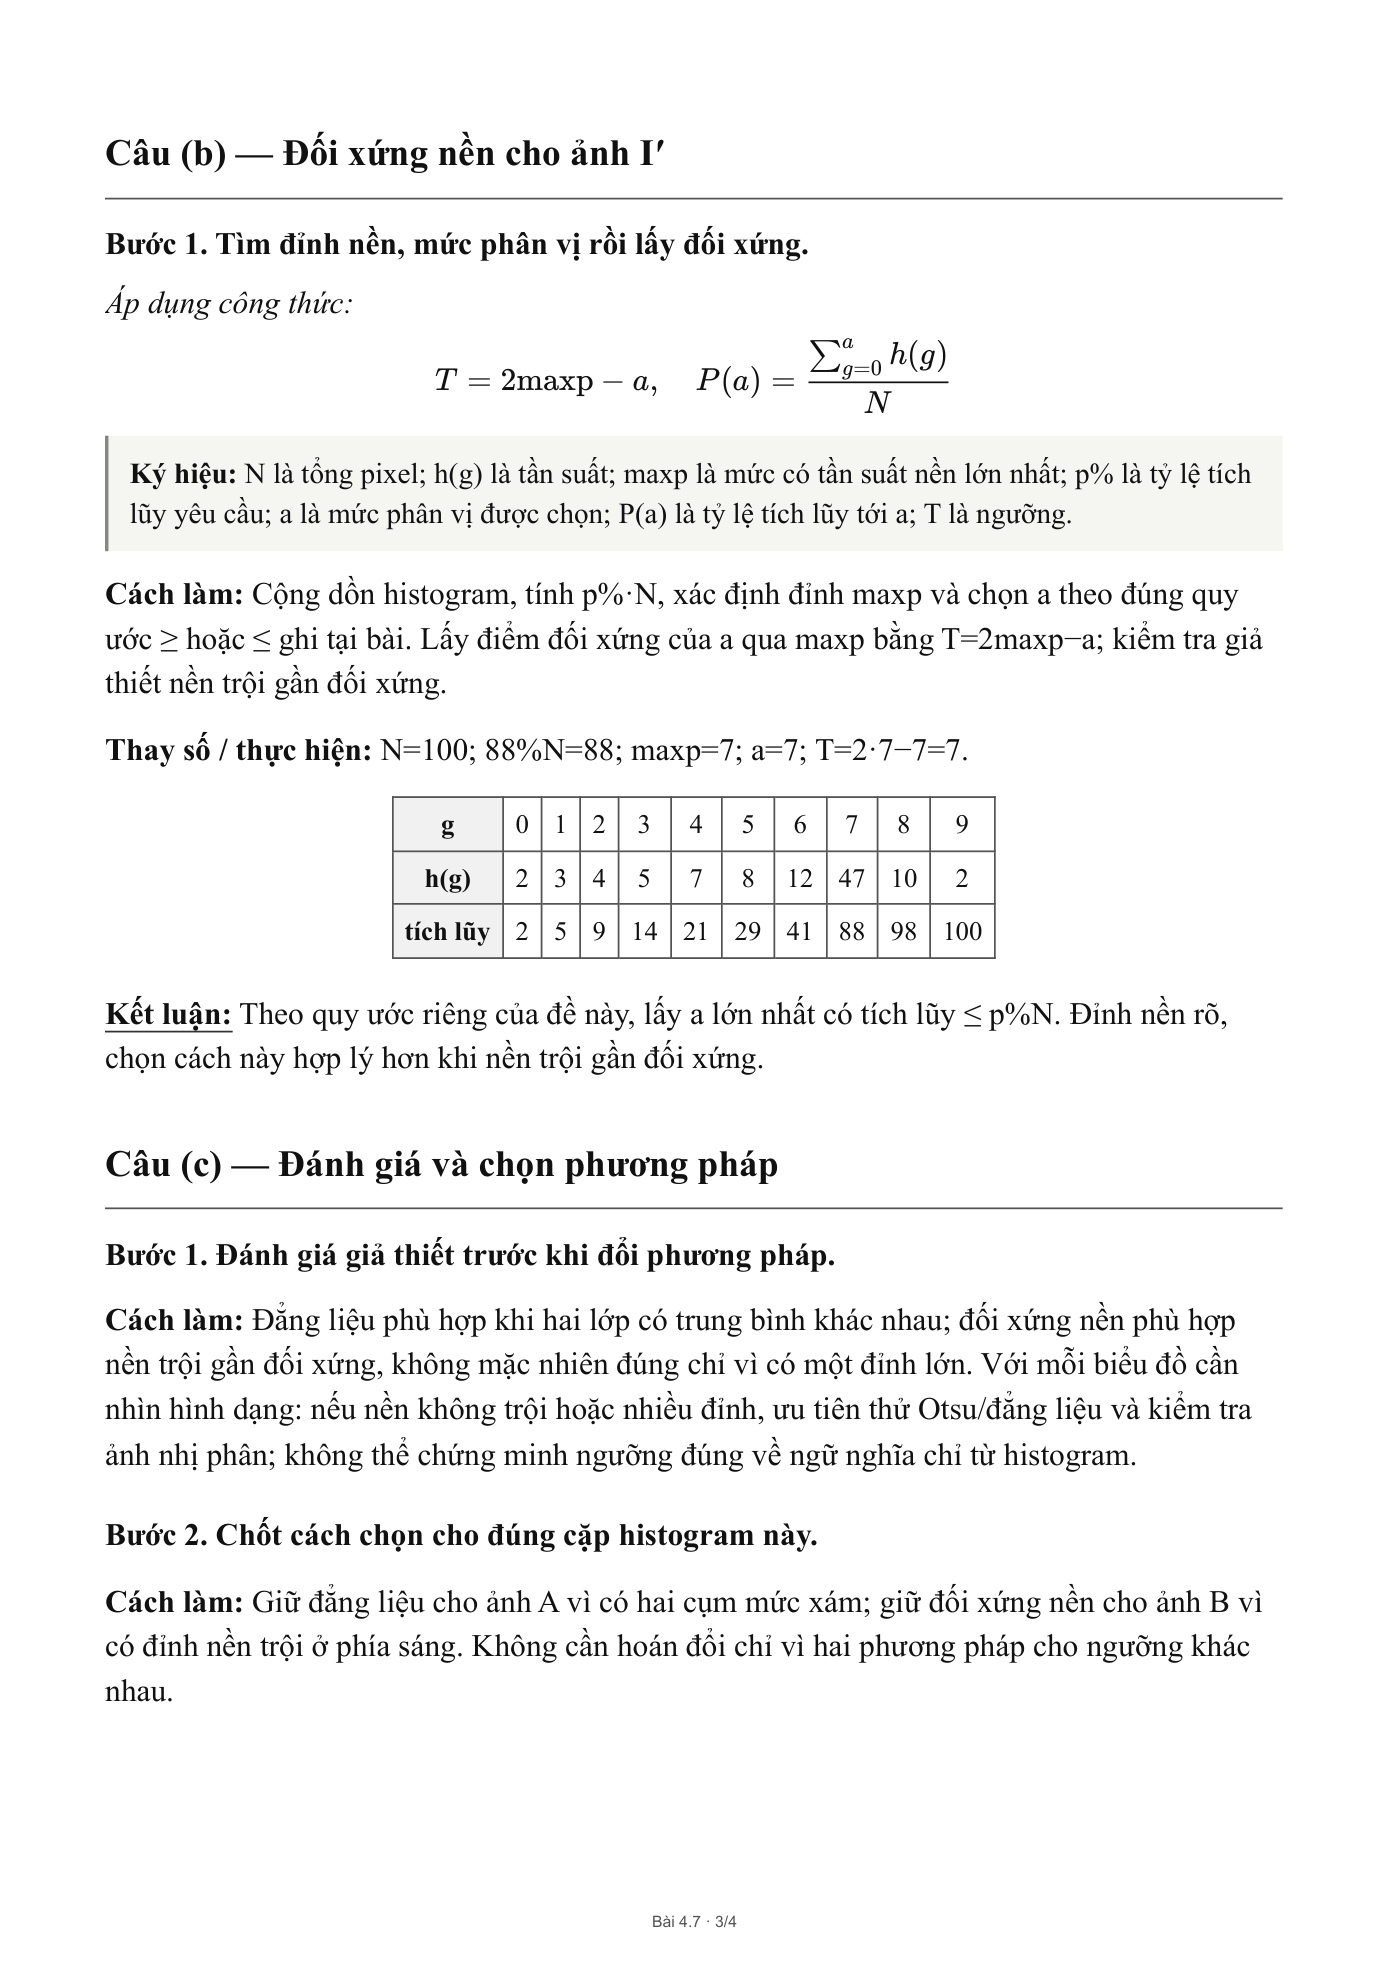 Câu (b) — Đối xứng nền cho ảnh I′
Bước 1. Tìm đỉnh nền, mức phân vị rồi lấy đối xứng.
Áp dụng công thức:
T = 2maxp − a, P(a) = \frac{\sum_{g=0}^{a} h(g)}{N}
Ký hiệu: N là tổng pixel; h(g) là tần suất; maxp là mức có tần suất nền lớn nhất; p% là tỷ lệ tích
lũy yêu cầu; a là mức phân vị được chọn; P(a) là tỷ lệ tích lũy tới a; T là ngưỡng.
Cách làm: Cộng dồn histogram, tính p%·N, xác định đỉnh maxp và chọn a theo đúng quy
ước ≥ hoặc ≤ ghi tại bài. Lấy điểm đối xứng của a qua maxp bằng T=2maxp−a; kiểm tra giả
thiết nền trội gần đối xứng.
Thay số / thực hiện: N=100; 88%N=88; maxp=7; a=7; T=2·7−7=7.
g 0 1 2 3 4 5 6 7 8 9
h(g) 2 3 4 5 7 8 12 47 10 2
tích lũy 2 5 9 14 21 29 41 88 98 100
Kết luận: Theo quy ước riêng của đề này, lấy a lớn nhất có tích lũy ≤ p%N. Đỉnh nền rõ,
chọn cách này hợp lý hơn khi nền trội gần đối xứng.
Câu (c) — Đánh giá và chọn phương pháp
Bước 1. Đánh giá giả thiết trước khi đổi phương pháp.
Cách làm: Đẳng liệu phù hợp khi hai lớp có trung bình khác nhau; đối xứng nền phù hợp
nền trội gần đối xứng, không mặc nhiên đúng chỉ vì có một đỉnh lớn. Với mỗi biểu đồ cần
nhìn hình dạng: nếu nền không trội hoặc nhiều đỉnh, ưu tiên thử Otsu/đẳng liệu và kiểm tra
ảnh nhị phân; không thể chứng minh ngưỡng đúng về ngữ nghĩa chỉ từ histogram.
Bước 2. Chốt cách chọn cho đúng cặp histogram này.
Cách làm: Giữ đẳng liệu cho ảnh A vì có hai cụm mức xám; giữ đối xứng nền cho ảnh B vì
có đỉnh nền trội ở phía sáng. Không cần hoán đổi chỉ vì hai phương pháp cho ngưỡng khác
nhau.
Bài 4.7 · 3/4